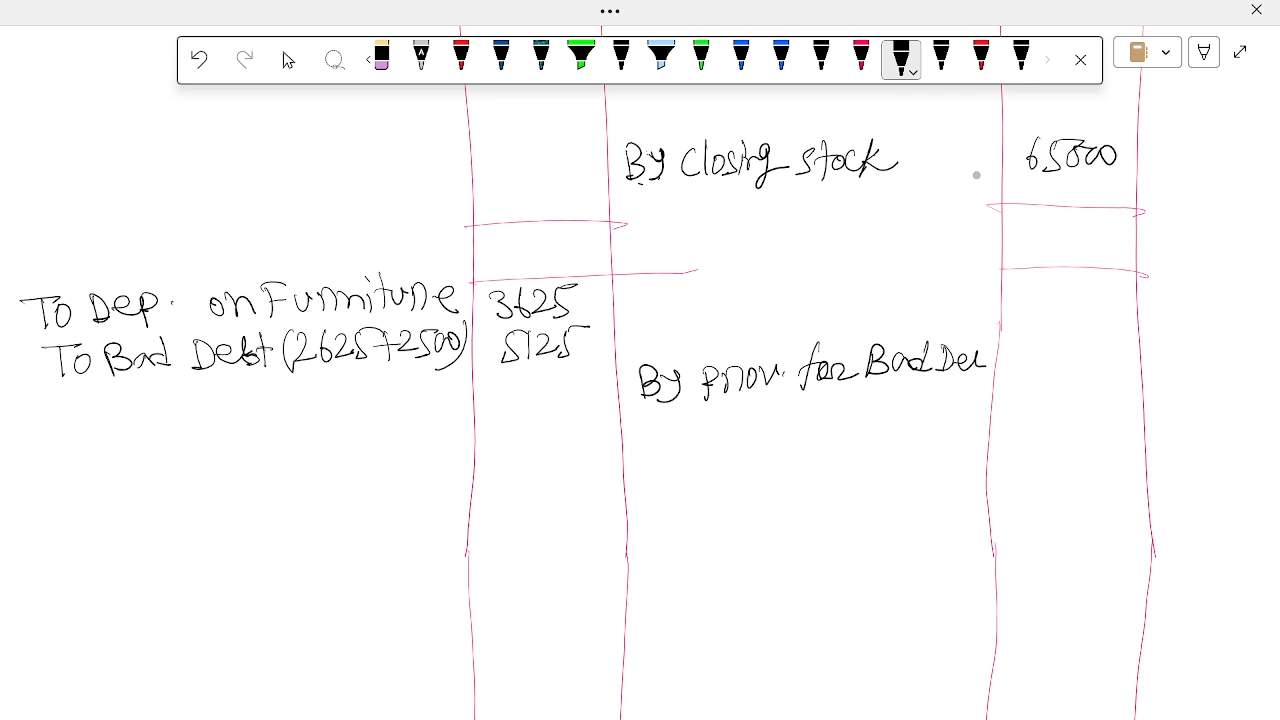 By Closing stock 65000
To Dep. on Furniture 3625
To Bad Debt (2625+2500) 5125
By prov. for Bad De